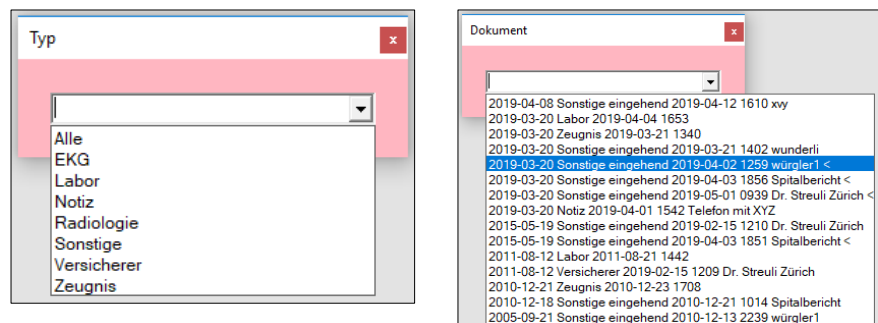 Typ
x
Alle
EKG
Labor
Notiz
Radiologie
Sonstige
Versicherer
Zeugnis
Dokument
x
2019-04-08 Sonstige eingehend 2019-04-12 1610 xvy
2019-03-20 Labor 2019-04-04 1653
2019-03-20 Zeugnis 2019-03-21 1340
2019-03-20 Sonstige eingehend 2019-03-21 1402 wunderli
2019-03-20 Sonstige eingehend 2019-04-02 1259 würgler1 <
2019-03-20 Sonstige eingehend 2019-04-03 1856 Spitalbericht <
2019-03-20 Sonstige eingehend 2019-05-01 0939 Dr. Streuli Zürich <
2019-03-20 Notiz 2019-04-01 1542 Telefon mit XYZ
2015-05-19 Sonstige eingehend 2019-02-15 1210 Dr. Streuli Zürich
2015-05-19 Sonstige eingehend 2019-04-03 1851 Spitalbericht <
2011-08-12 Labor 2011-08-21 1442
2011-08-12 Versicherer 2019-02-15 1209 Dr. Streuli Zürich
2010-12-21 Zeugnis 2010-12-23 1708
2010-12-18 Sonstige eingehend 2010-12-21 1014 Spitalbericht
2005-09-21 Sonstige eingehend 2010-12-13 2239 würgler1